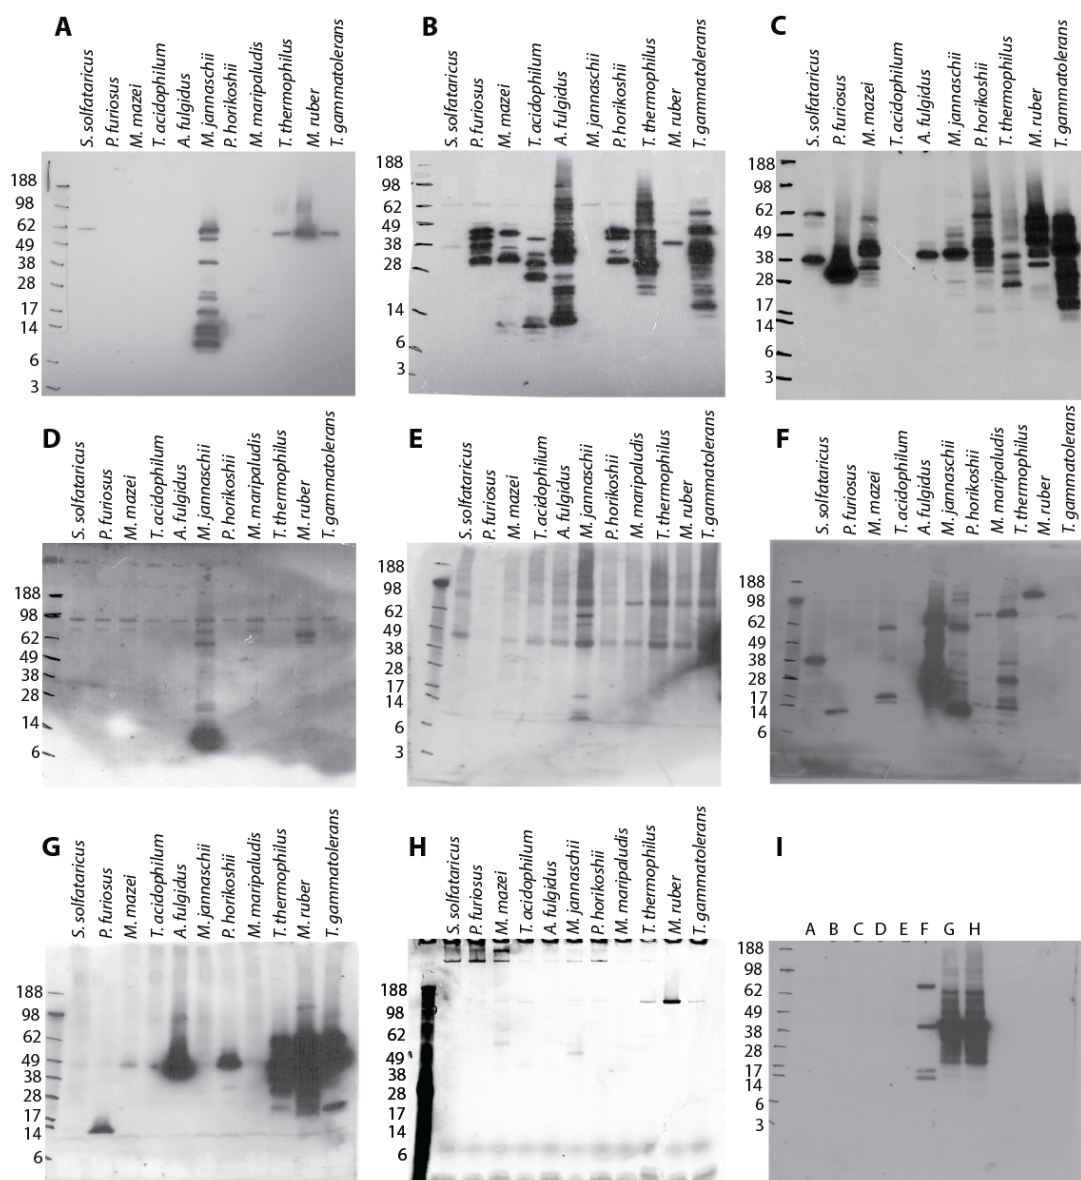 A
S. solfataricus
P. furiosus
M. mazei
T. acidophilum
A. fulgidus
M. jannaschii
P. horikoshii
M. maripaludis
T. thermophilus
M. ruber
T. gammatolerans
188
98
62
49
38
28
17
14
6
3
B
S. solfataricus
P. furiosus
M. mazei
T. acidophilum
A. fulgidus
M. jannaschii
P. horikoshii
T. thermophilus
M. ruber
T. gammatolerans
188
98
62
49
38
28
14
6
3
C
S. solfataricus
P. furiosus
M. mazei
T. acidophilum
A. fulgidus
M. jannaschii
P. horikoshii
T. thermophilus
M. ruber
T. gammatolerans
188
98
62
49
38
28
17
14
6
3
D
S. solfataricus
P. furiosus
M. mazei
T. acidophilum
A. fulgidus
M. jannaschii
P. horikoshii
M. maripaludis
T. thermophilus
M. ruber
T. gammatolerans
188
98
62
49
38
28
14
6
E
S. solfataricus
P. furiosus
M. mazei
T. acidophilum
A. fulgidus
M. jannaschii
P. horikoshii
M. maripaludis
T. thermophilus
M. ruber
T. gammatolerans
188
98
62
49
38
28
17
14
6
3
F
S. solfataricus
P. furiosus
M. mazei
T. acidophilum
A. fulgidus
M. jannaschii
P. horikoshii
M. maripaludis
T. thermophilus
M. ruber
T. gammatolerans
188
98
62
49
38
28
17
14
6
G
S. solfataricus
P. furiosus
M. mazei
T. acidophilum
A. fulgidus
M. jannaschii
P. horikoshii
M. maripaludis
T. thermophilus
M. ruber
T. gammatolerans
188
98
62
49
38
28
17
14
6
H
S. solfataricus
P. furiosus
M. mazei
T. acidophilum
A. fulgidus
M. jannaschii
P. horikoshii
M. maripaludis
T. thermophilus
M. ruber
T. gammatolerans
188
98
62
49
38
28
17
14
6
I
A B C D E F G H
188
98
62
49
38
28
17
14
6
3